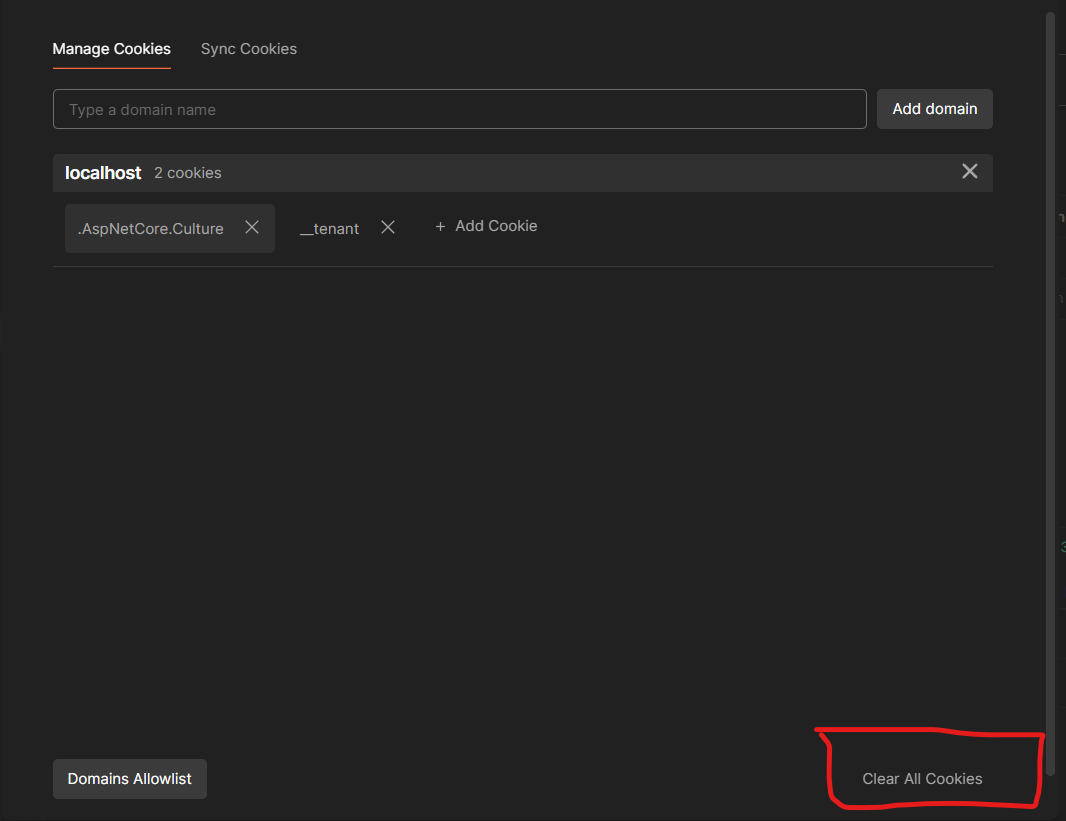 Manage Cookies Sync Cookies
Type a domain name Add domain
localhost 2 cookies
.AspNetCore.Culture __tenant + Add Cookie
Domains Allowlist Clear All Cookies